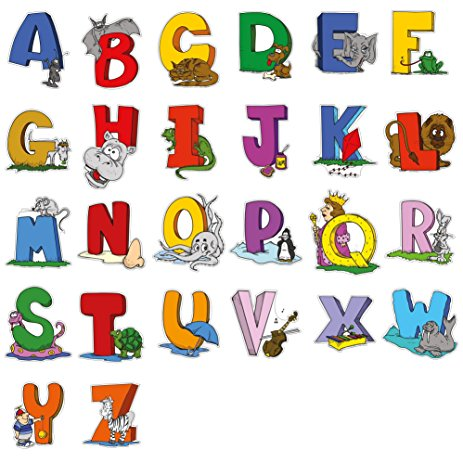 A B C D E F
G H I J K L
M N O P Q R
S T U V X W
Y Z